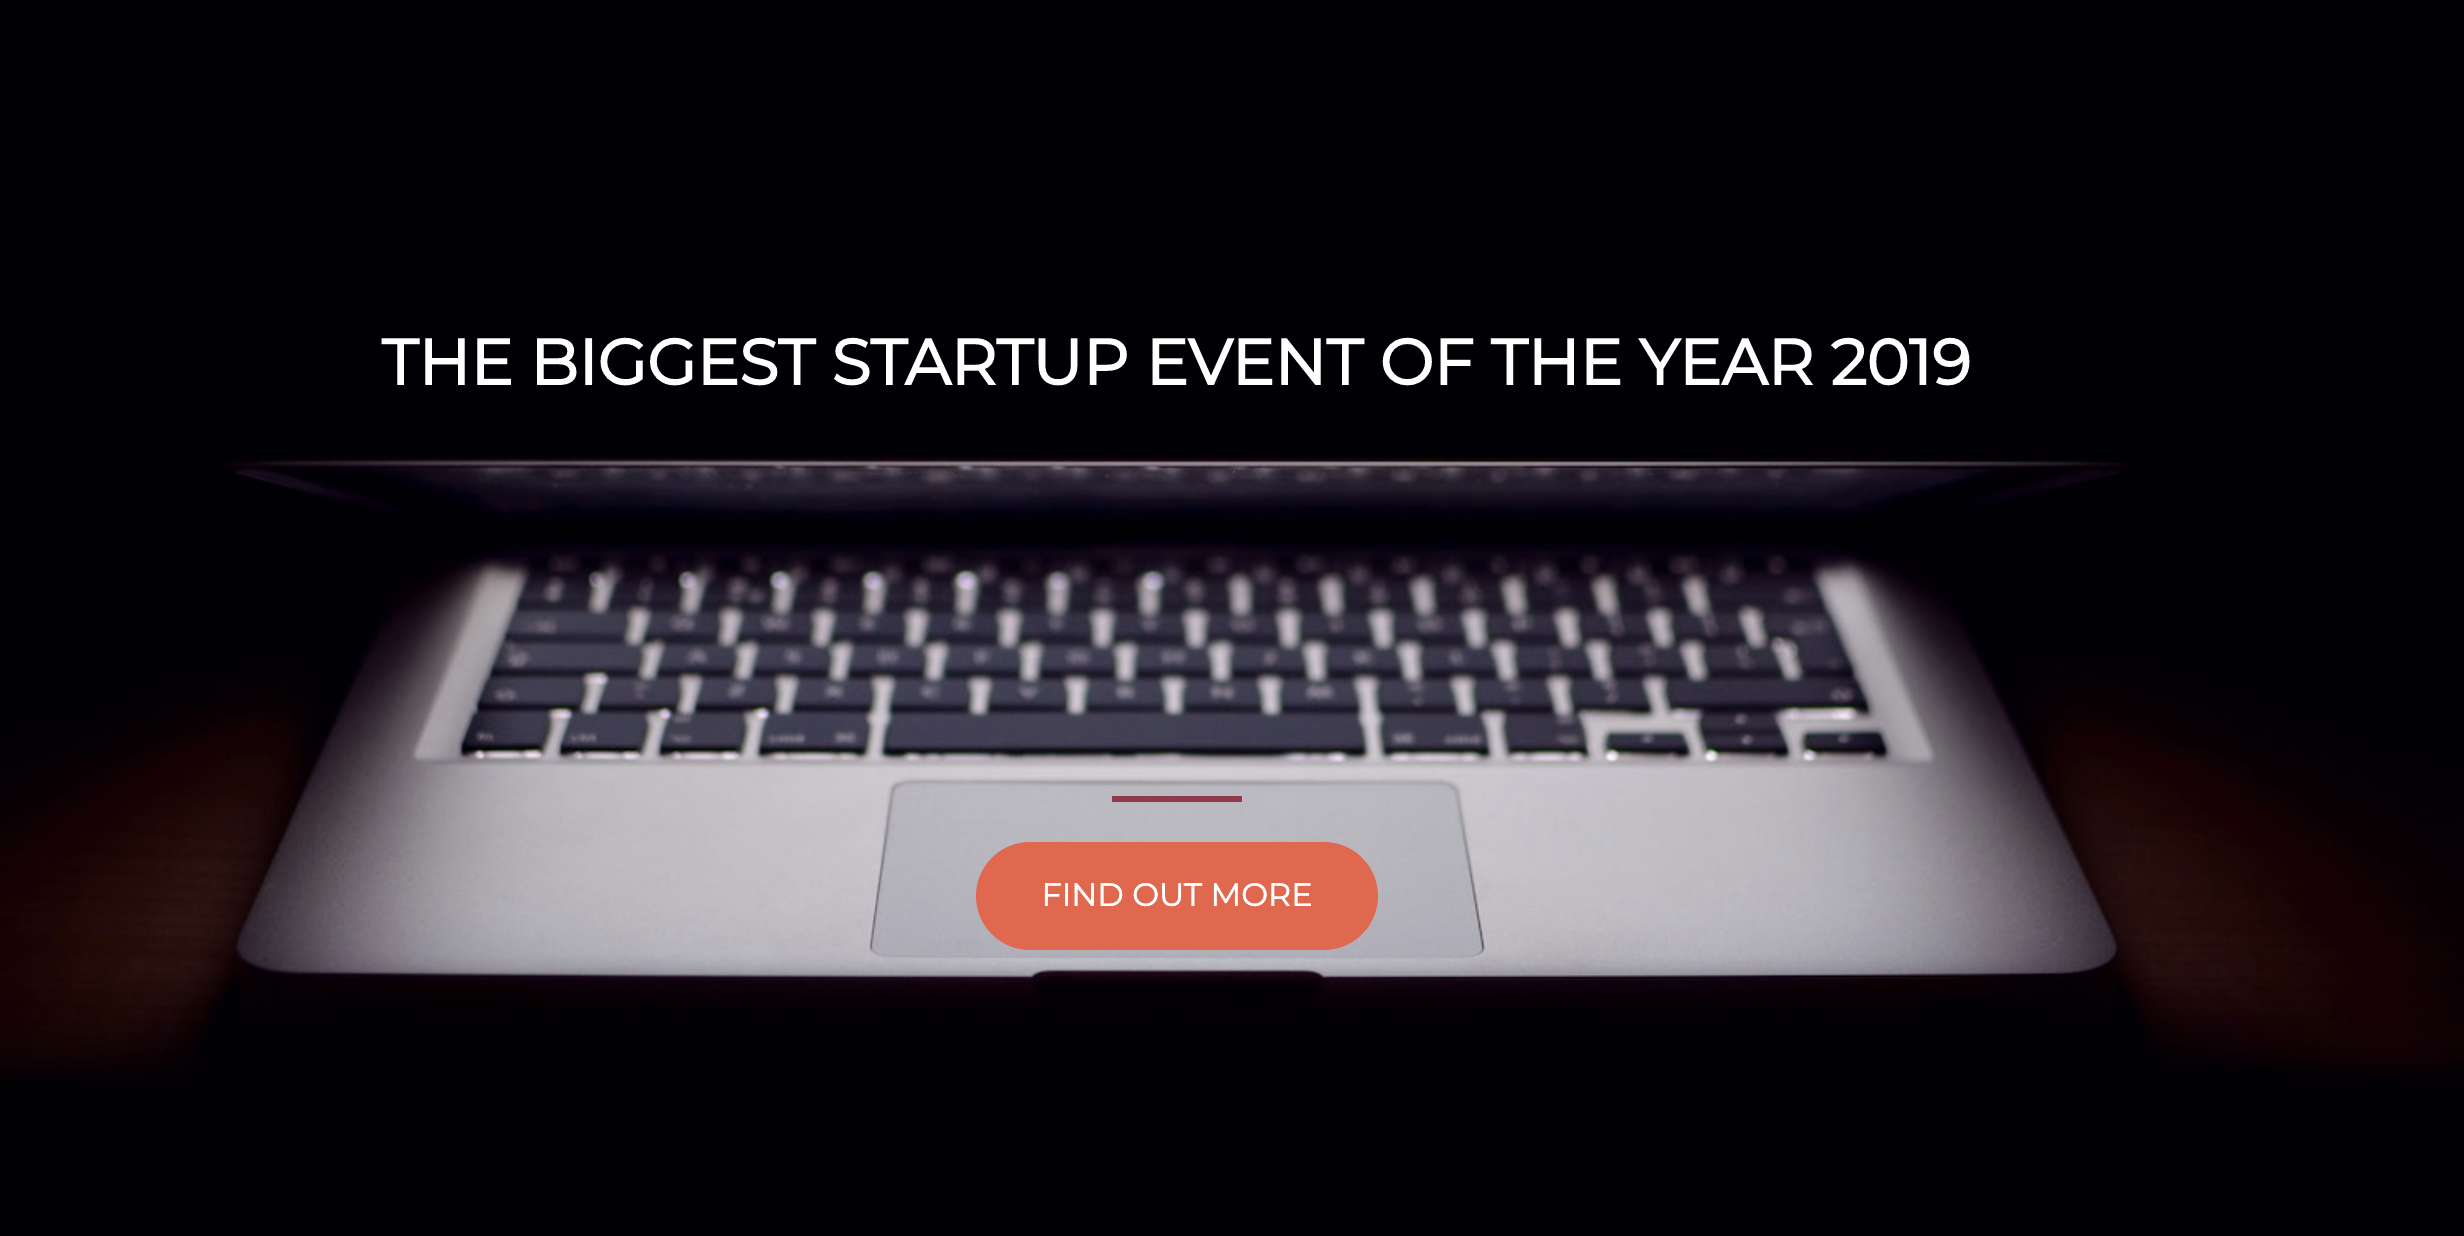 THE BIGGEST STARTUP EVENT OF THE YEAR 2019
FIND OUT MORE